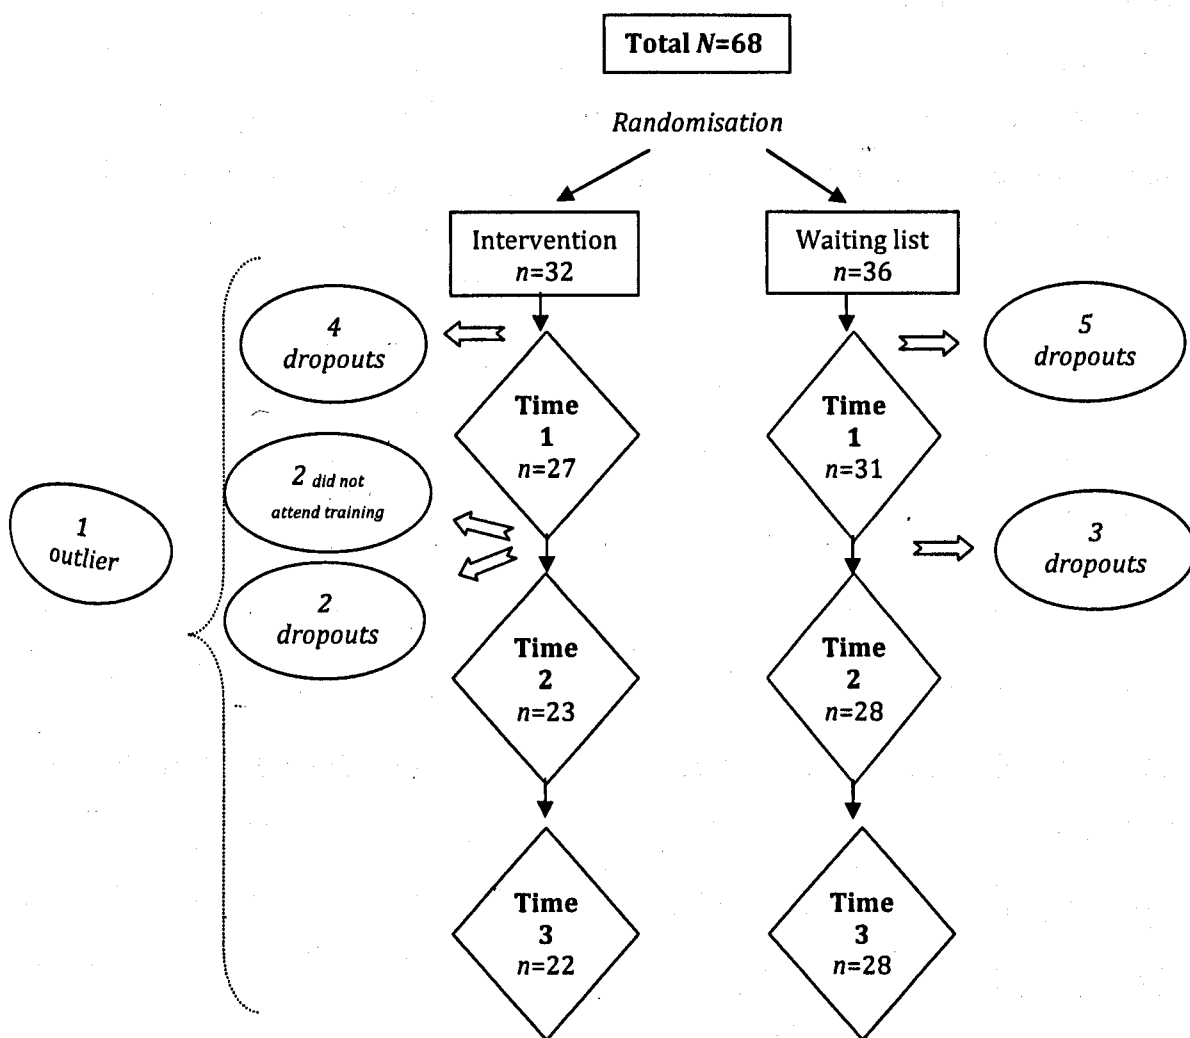 Total N=68
Randomisation
Intervention
n=32
Waiting list
n=36
4
dropouts
5
dropouts
Time
1
n=27
Time
1
n=31
2 did not
attend training
1
outlier
3
dropouts
2
dropouts
Time
2
n=23
Time
2
n=28
Time
3
n=22
Time
3
n=28